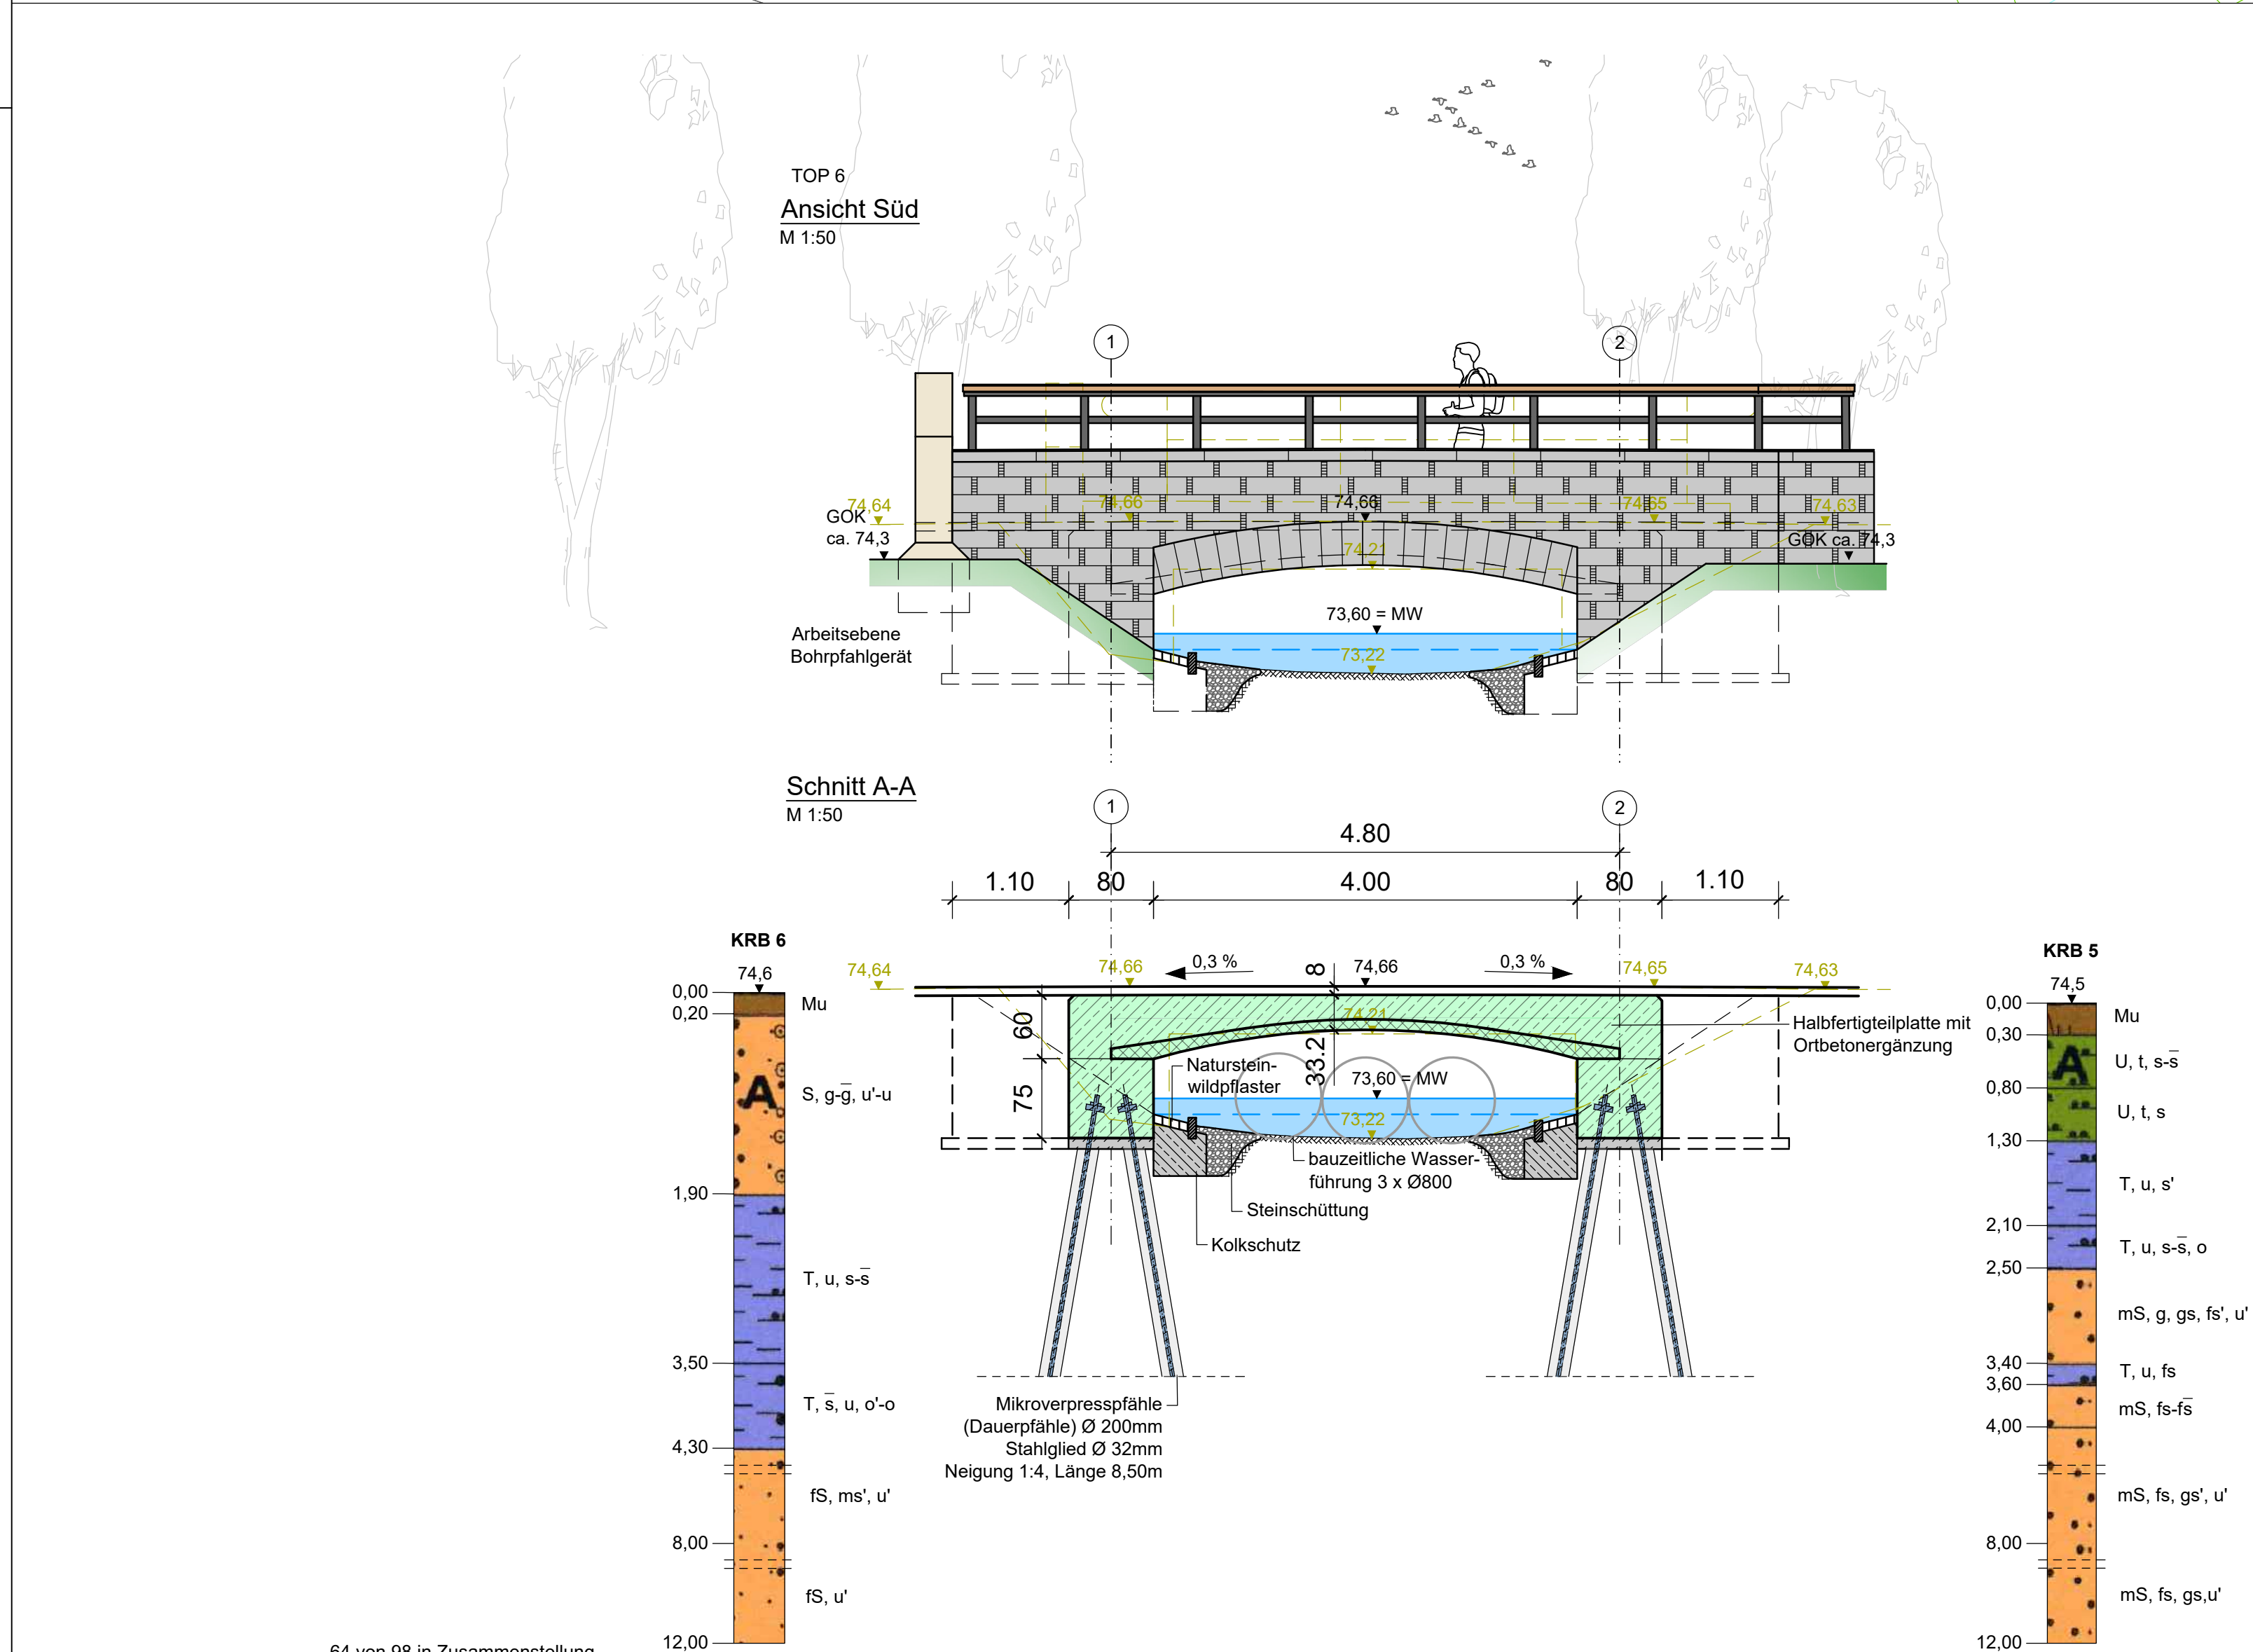 TOP 6
Ansicht Süd
M 1:50
1
2
74,64
GOK
ca. 74,3
74,66
74,66
74,65
74,63
GOK ca. 74,3
74,21
73,60 = MW
73,22
Arbeitsebene
Bohrpfahlgerät
Schnitt A-A
M 1:50
1
2
4.80
1.10
80
4.00
80
1.10
KRB 6
74,6
0,00
0,20
1,90
3,50
4,30
8,00
12,00
Mu
A
S, g-g̅, u'-u
T, u, s-s̅
T, s̅, u, o'-o
fS, ms', u'
fS, u'
74,64
74,66
0,3 %
8
74,66
0,3 %
74,65
74,63
60
75
74,21
33.2
Halbfertigteilplatte mit
Ortbetonergänzung
Naturstein-
wildpflaster
73,60 = MW
73,22
bauzeitliche Wasser-
führung 3 x Ø800
Steinschüttung
Kolkschutz
Mikroverpresspfähle
(Dauerpfähle) Ø 200mm
Stahlglied Ø 32mm
Neigung 1:4, Länge 8,50m
KRB 5
74,5
0,00
0,30
0,80
1,30
2,10
2,50
3,40
3,60
4,00
8,00
12,00
Mu
A
U, t, s-s̅
U, t, s
T, u, s'
T, u, s-s̅, o
mS, g, gs, fs', u'
T, u, fs
mS, fs-fs̅
mS, fs, gs', u'
mS, fs, gs,u'
64 von 98 in Zusammenstellung